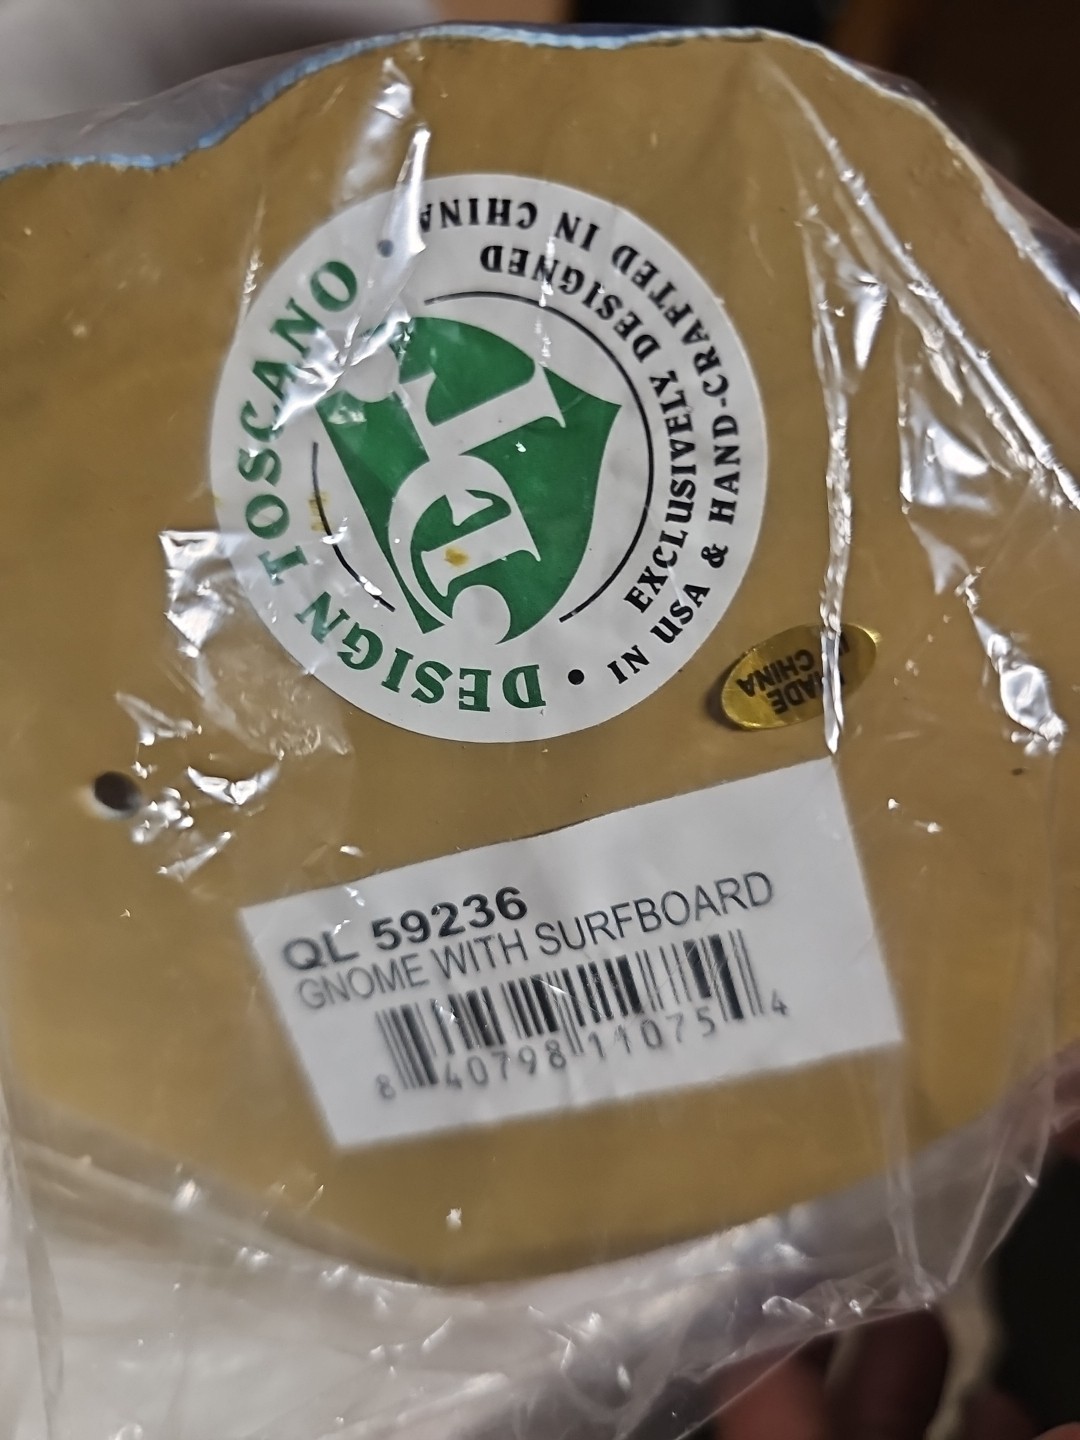 DESIGN TOSCANO •
EXCLUSIVELY DESIGNED
• IN USA & HAND-CRAFTED IN CHINA
DT
MADE
IN
CHINA
QL 59236
GNOME WITH SURFBOARD
8 40798 11075 4